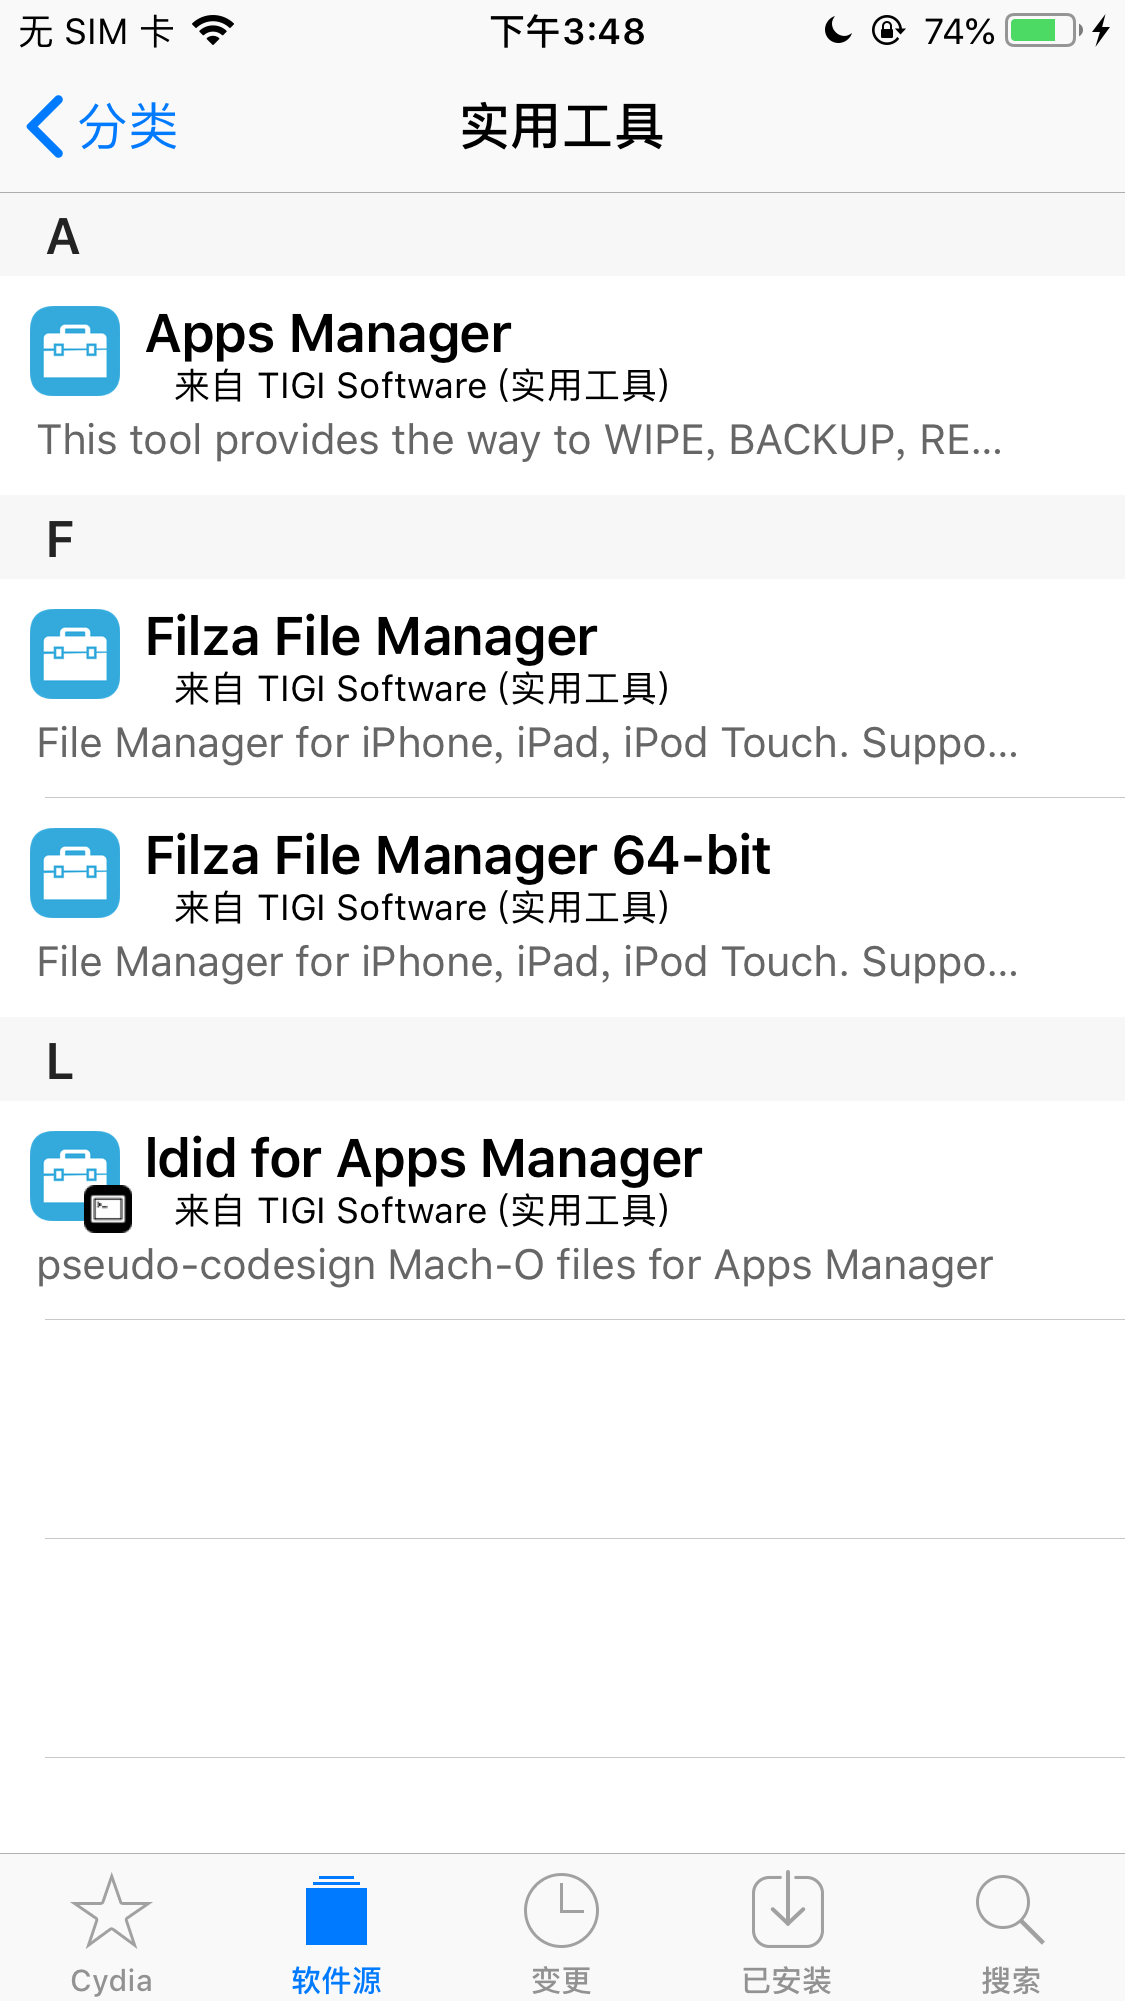 无 SIM 卡
下午3:48
74%
分类
实用工具
A
Apps Manager
来自 TIGI Software (实用工具)
This tool provides the way to WIPE, BACKUP, RE...
F
Filza File Manager
来自 TIGI Software (实用工具)
File Manager for iPhone, iPad, iPod Touch. Suppo...
Filza File Manager 64-bit
来自 TIGI Software (实用工具)
File Manager for iPhone, iPad, iPod Touch. Suppo...
L
ldid for Apps Manager
来自 TIGI Software (实用工具)
pseudo-codesign Mach-O files for Apps Manager
Cydia
软件源
变更
已安装
搜索